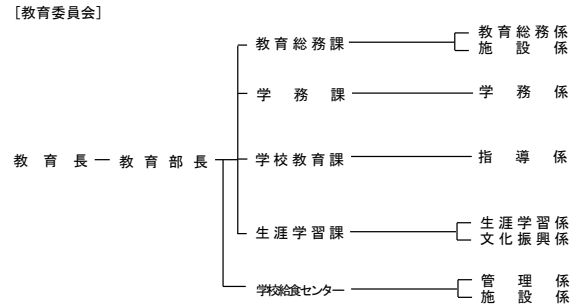 [教育委員会]
教育総務課 教育総務係
施設係
学務課 学務係
教育長 教育部長 学校教育課 指導係
生涯学習課 生涯学習係
文化振興係
学校給食センター 管理係
施設係